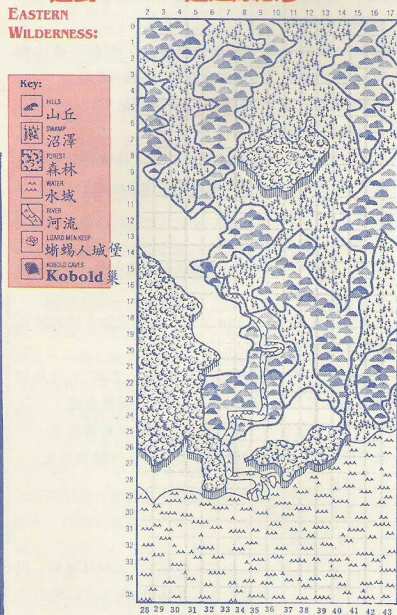 EASTERN
WILDERNESS:
Key:
HILLS
山丘
SWAMP
沼澤
FOREST
森林
WATER
水域
RIVER
河流
LIZARD MEN KEEP
蜥蜴人城堡
KOBOLD CAVES
Kobold巢
2 3 4 5 6 7 8 9 10 11 12 13 14 15 16 17
0
1
2
3
4
5
6
7
8
9
10
11
12
13
14
15
16
17
18
19
20
21
22
23
24
25
26
27
28
29
30
31
32
33
34
35
28 29 30 31 32 33 34 35 36 37 38 39 40 41 42 43